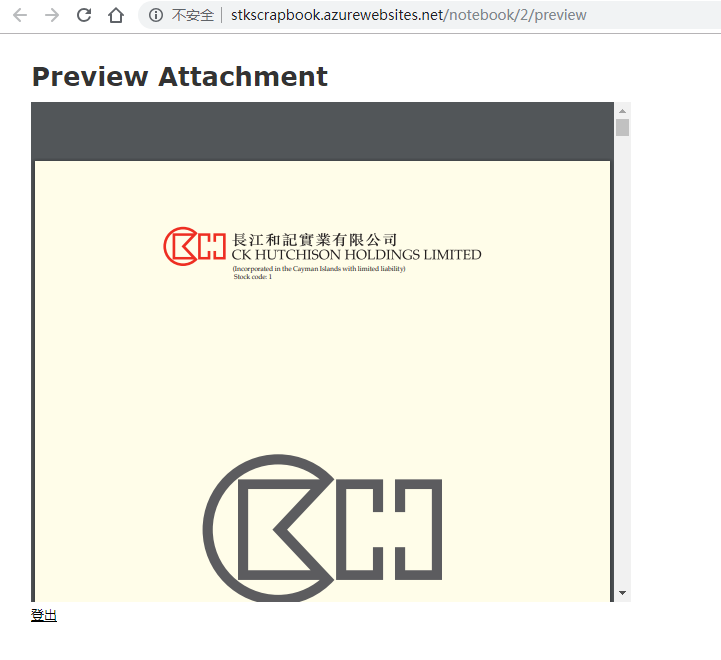 不安全 stkscrapbook.azurewebsites.net/notebook/2/preview
Preview Attachment
長江和記實業有限公司
CK HUTCHISON HOLDINGS LIMITED
(Incorporated in the Cayman Islands with limited liability)
Stock code: 1
登出